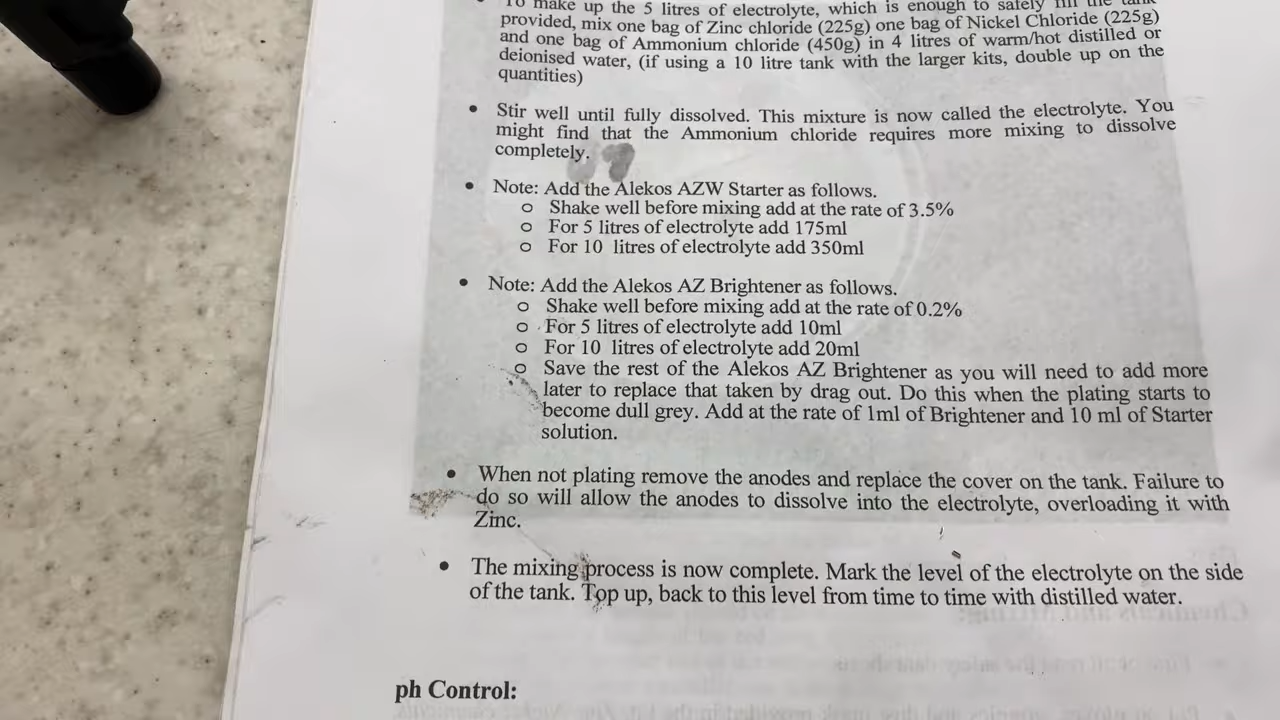 To make up the 5 litres of electrolyte, which is enough to safely fill the tank
provided, mix one bag of Zinc chloride (225g) one bag of Nickel Chloride (225g)
and one bag of Ammonium chloride (450g) in 4 litres of warm/hot distilled or
deionised water, (if using a 10 litre tank with the larger kits, double up on the
quantities)
• Stir well until fully dissolved. This mixture is now called the electrolyte. You
might find that the Ammonium chloride requires more mixing to dissolve
completely.
• Note: Add the Alekos AZW Starter as follows.
o Shake well before mixing add at the rate of 3.5%
o For 5 litres of electrolyte add 175ml
o For 10 litres of electrolyte add 350ml
• Note: Add the Alekos AZ Brightener as follows.
o Shake well before mixing add at the rate of 0.2%
o For 5 litres of electrolyte add 10ml
o For 10 litres of electrolyte add 20ml
o Save the rest of the Alekos AZ Brightener as you will need to add more
later to replace that taken by drag out. Do this when the plating starts to
become dull grey. Add at the rate of 1ml of Brightener and 10 ml of Starter
solution.
• When not plating remove the anodes and replace the cover on the tank. Failure to
do so will allow the anodes to dissolve into the electrolyte, overloading it with
Zinc.
• The mixing process is now complete. Mark the level of the electrolyte on the side
of the tank. Top up, back to this level from time to time with distilled water.
ph Control: